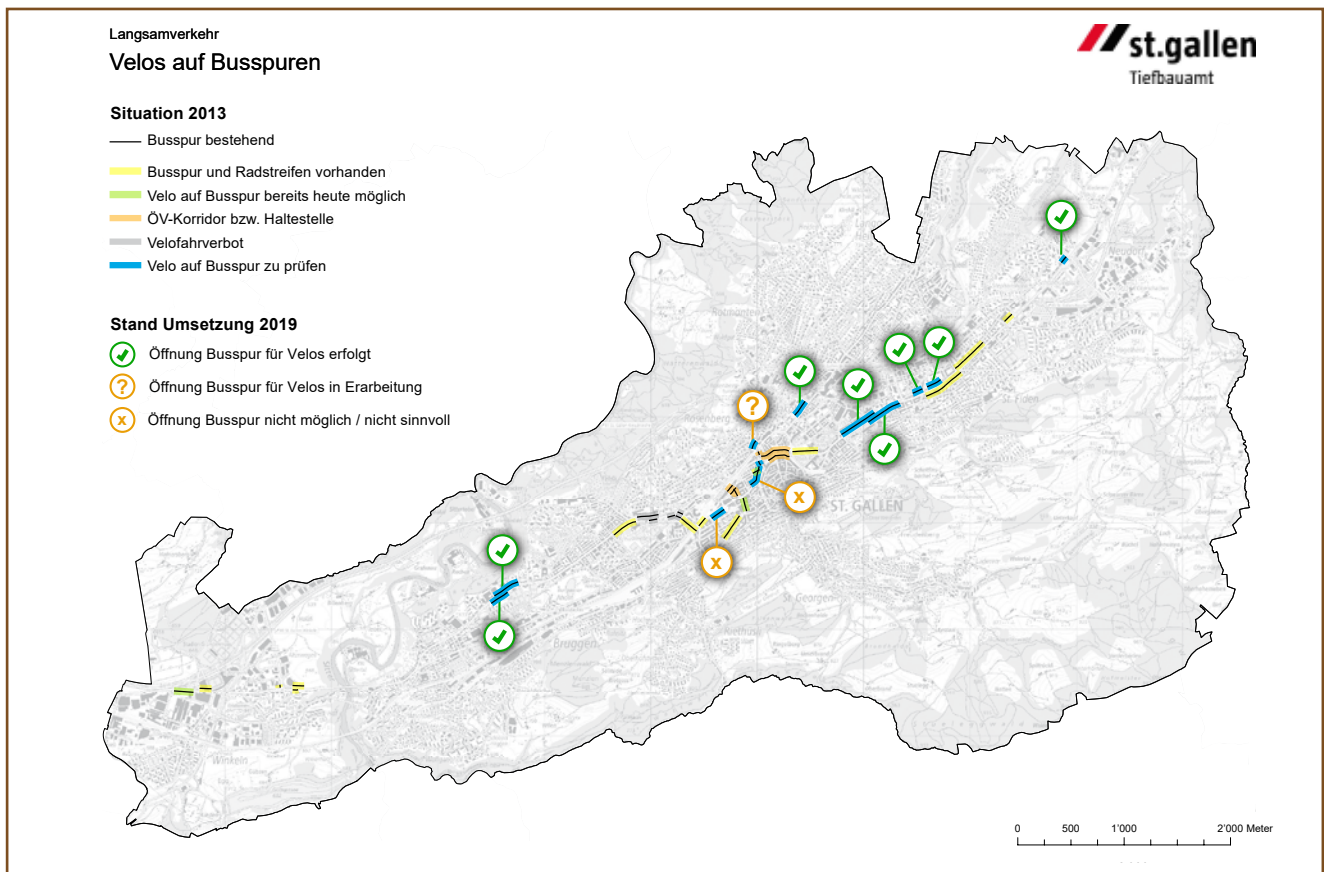 Langsamverkehr
Velos auf Busspuren
st.gallen
Tiefbauamt
Situation 2013
Busspur bestehend
Busspur und Radstreifen vorhanden
Velo auf Busspur bereits heute möglich
ÖV-Korridor bzw. Haltestelle
Velofahrverbot
Velo auf Busspur zu prüfen
Stand Umsetzung 2019
Öffnung Busspur für Velos erfolgt
? Öffnung Busspur für Velos in Erarbeitung
x Öffnung Busspur nicht möglich / nicht sinnvoll
Rotmonten
Rosenberg
?
St. Fiden
x
ST. GALLEN
x
St. Georgen
Bruggen
Winkeln
0 500 1'000 2'000 Meter